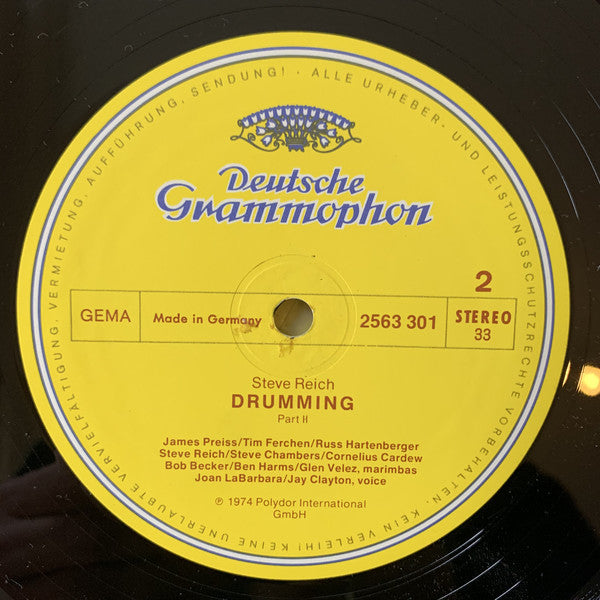 ALLE URHEBER- UND LEISTUNGSSCHUTZRECHTE VORBEHALTEN. KEIN VERLEIH! KEINE UNERLAUBTE VERVIELFÄLTIGUNG, VERMIETUNG, AUFFÜHRUNG, SENDUNG! ·
Deutsche
Grammophon
2
GEMA
Made in Germany
2563 301
STEREO
33
Steve Reich
DRUMMING
Part II
James Preiss/Tim Ferchen/Russ Hartenberger
Steve Reich/Steve Chambers/Cornelius Cardew
Bob Becker/Ben Harms/Glen Velez, marimbas
Joan LaBarbara/Jay Clayton, voice
℗ 1974 Polydor International
GmbH